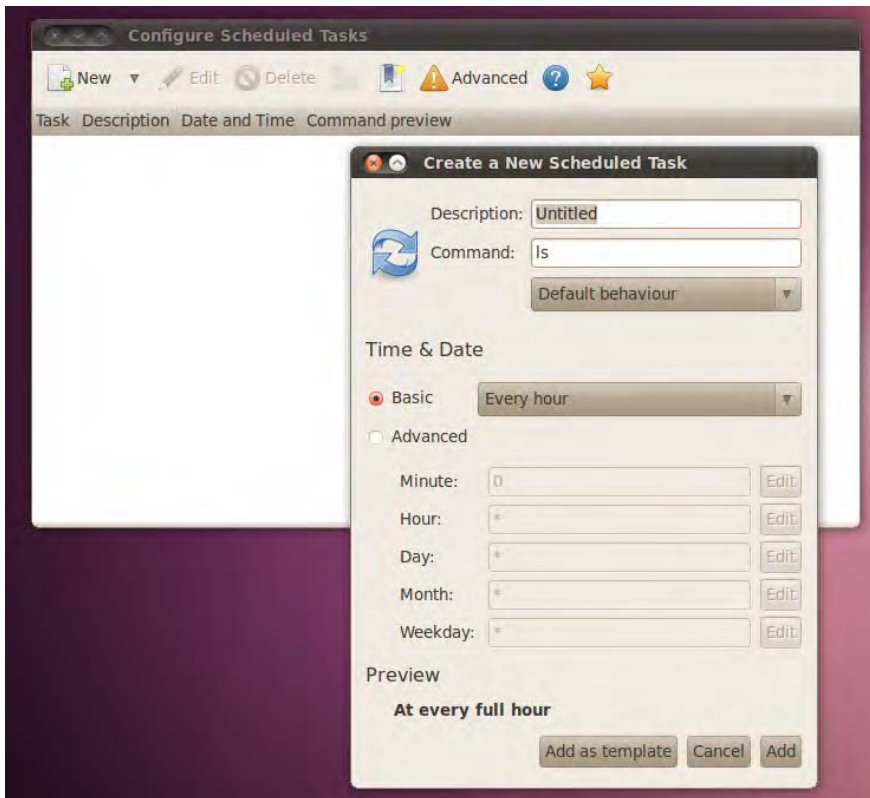 Configure Scheduled Tasks
New Edit Delete Advanced
Task Description Date and Time Command preview
Create a New Scheduled Task
Description: Untitled
Command: ls
Default behaviour
Time & Date
Basic Every hour
Advanced
Minute: 0 Edit
Hour: * Edit
Day: * Edit
Month: * Edit
Weekday: * Edit
Preview
At every full hour
Add as template Cancel Add